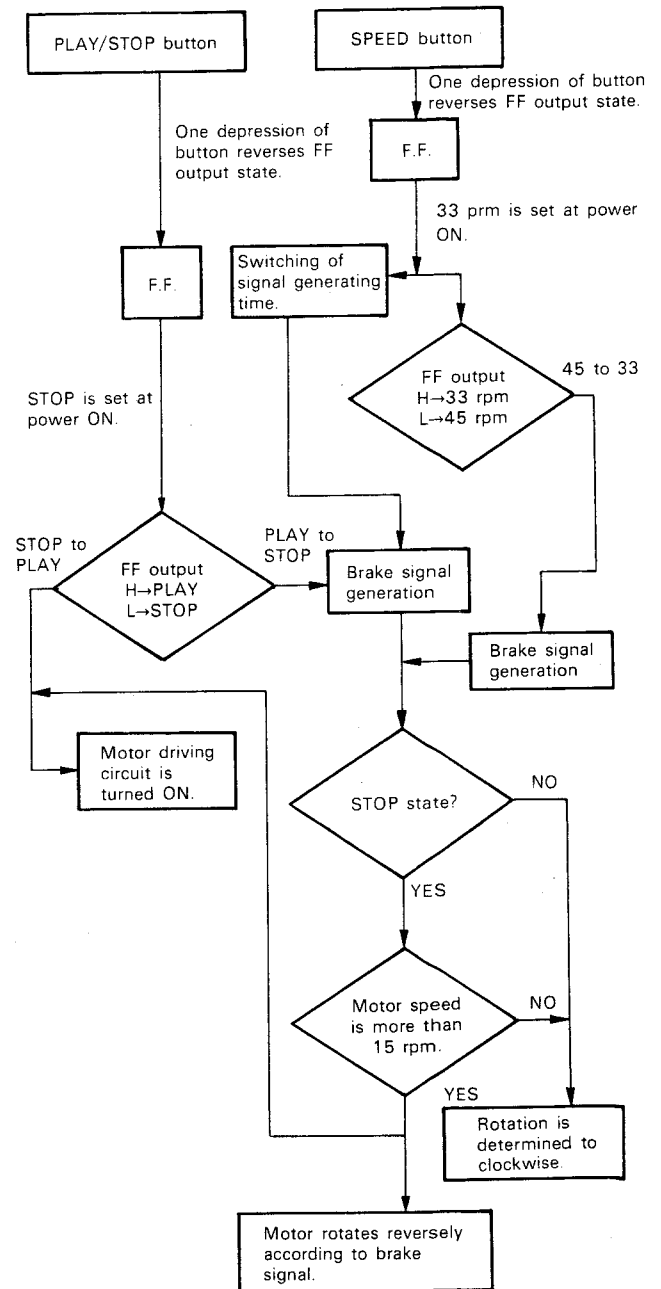 PLAY/STOP button
SPEED button
One depression of button
reverses FF output state.
One depression of
button reverses FF
output state.
F.F.
33 prm is set at power
ON.
F.F.
Switching of
signal generating
time.
FF output
H→33 rpm
L→45 rpm
45 to 33
STOP is set at
power ON.
STOP to
PLAY
FF output
H→PLAY
L→STOP
PLAY to
STOP
Brake signal
generation
Brake signal
generation
Motor driving
circuit is
turned ON.
STOP state?
NO
YES
Motor speed
is more than
15 rpm.
NO
YES
Rotation is
determined to
clockwise.
Motor rotates reversely
according to brake
signal.